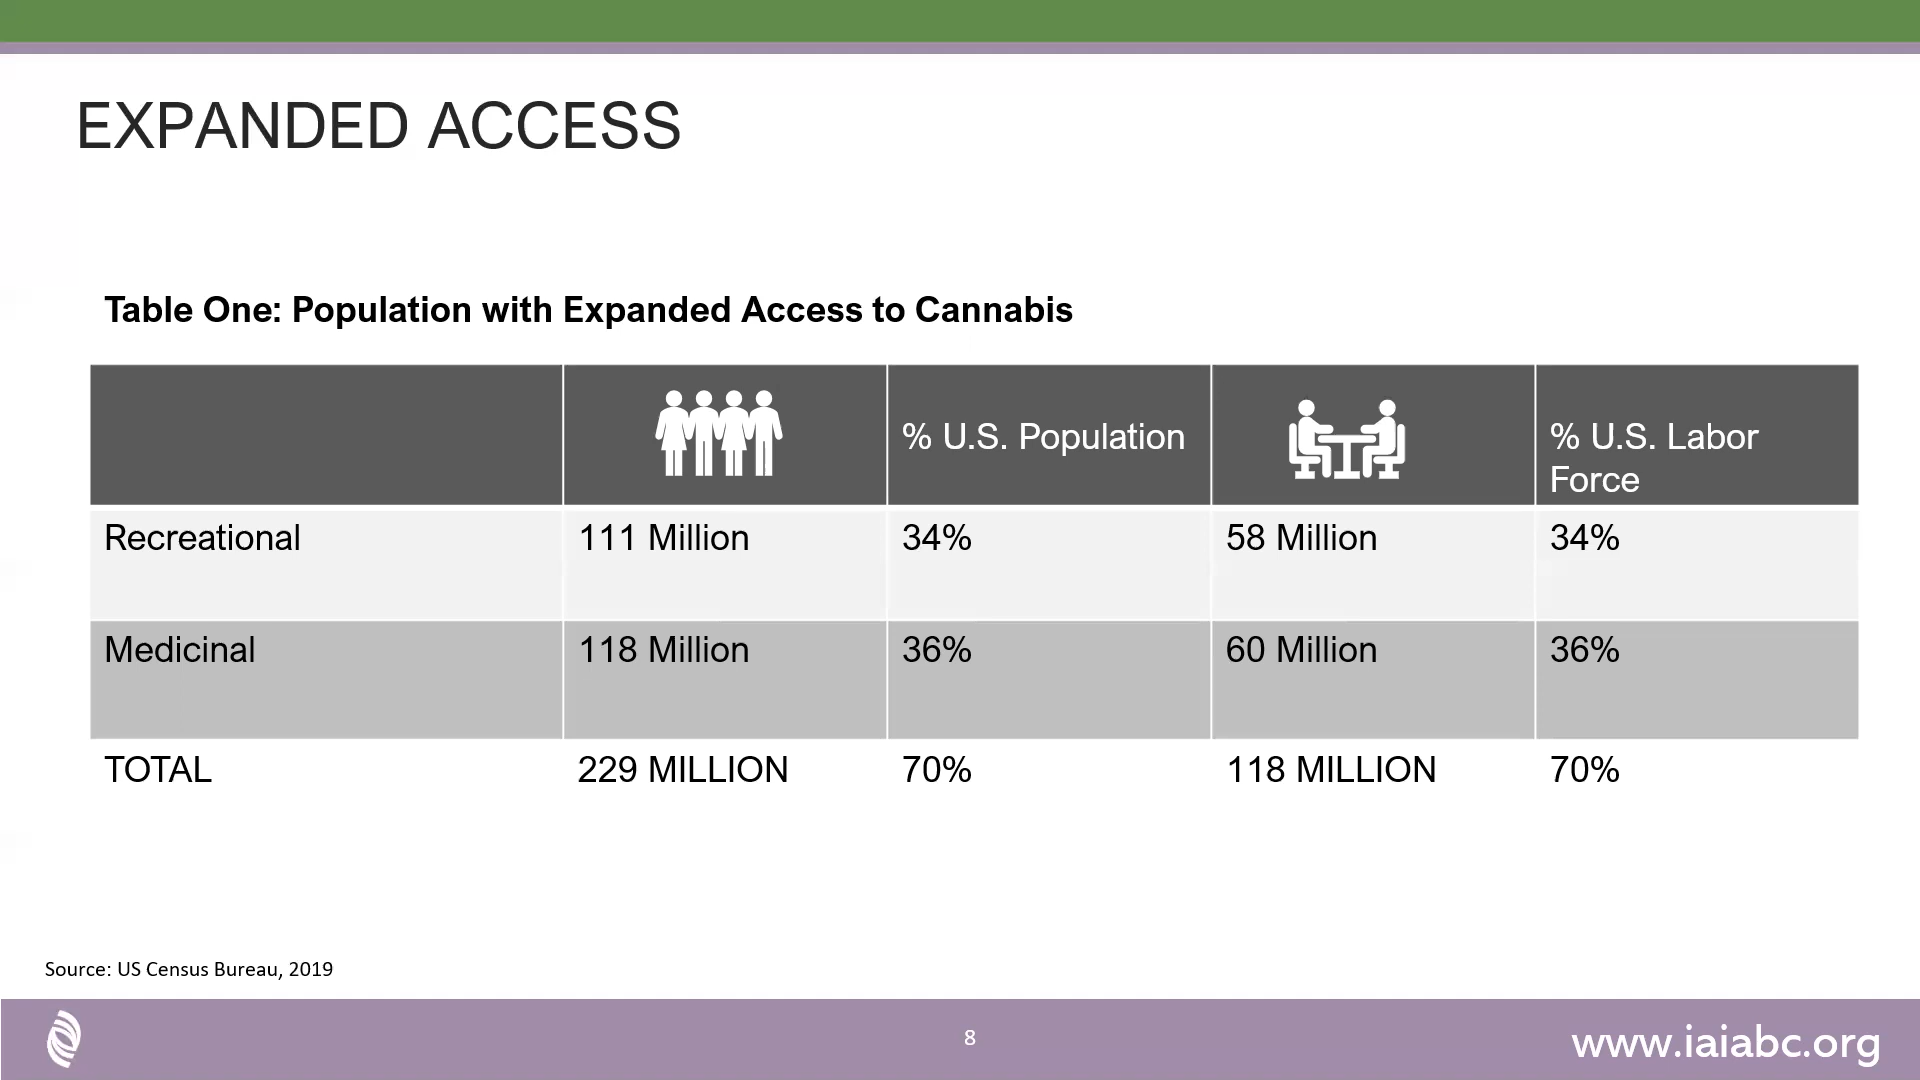 EXPANDED ACCESS
Table One: Population with Expanded Access to Cannabis
% U.S. Population
% U.S. Labor
Force
Recreational 111 Million 34% 58 Million 34%
Medicinal 118 Million 36% 60 Million 36%
TOTAL 229 MILLION 70% 118 MILLION 70%
Source: US Census Bureau, 2019
8
www.iaiabc.org